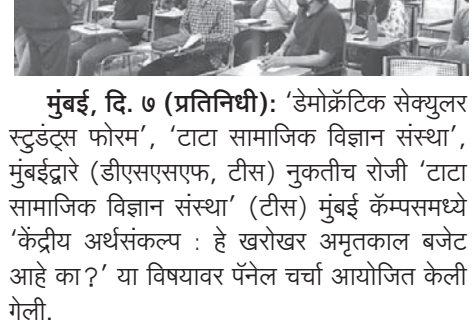 मुंबई, दि. ७ (प्रतिनिधी): ‘डेमोक्रॅटिक सेक्युलर
स्टुडंट्स फोरम’, ‘टाटा सामाजिक विज्ञान संस्था’,
मुंबईद्वारे (डीएसएसएफ, टीस) नुकतीच रोजी ‘टाटा
सामाजिक विज्ञान संस्था’ (टीस) मुंबई कॅम्पसमध्ये
‘केंद्रीय अर्थसंकल्प : हे खरोखर अमृतकाल बजेट
आहे का?’ या विषयावर पॅनेल चर्चा आयोजित केली
गेली.